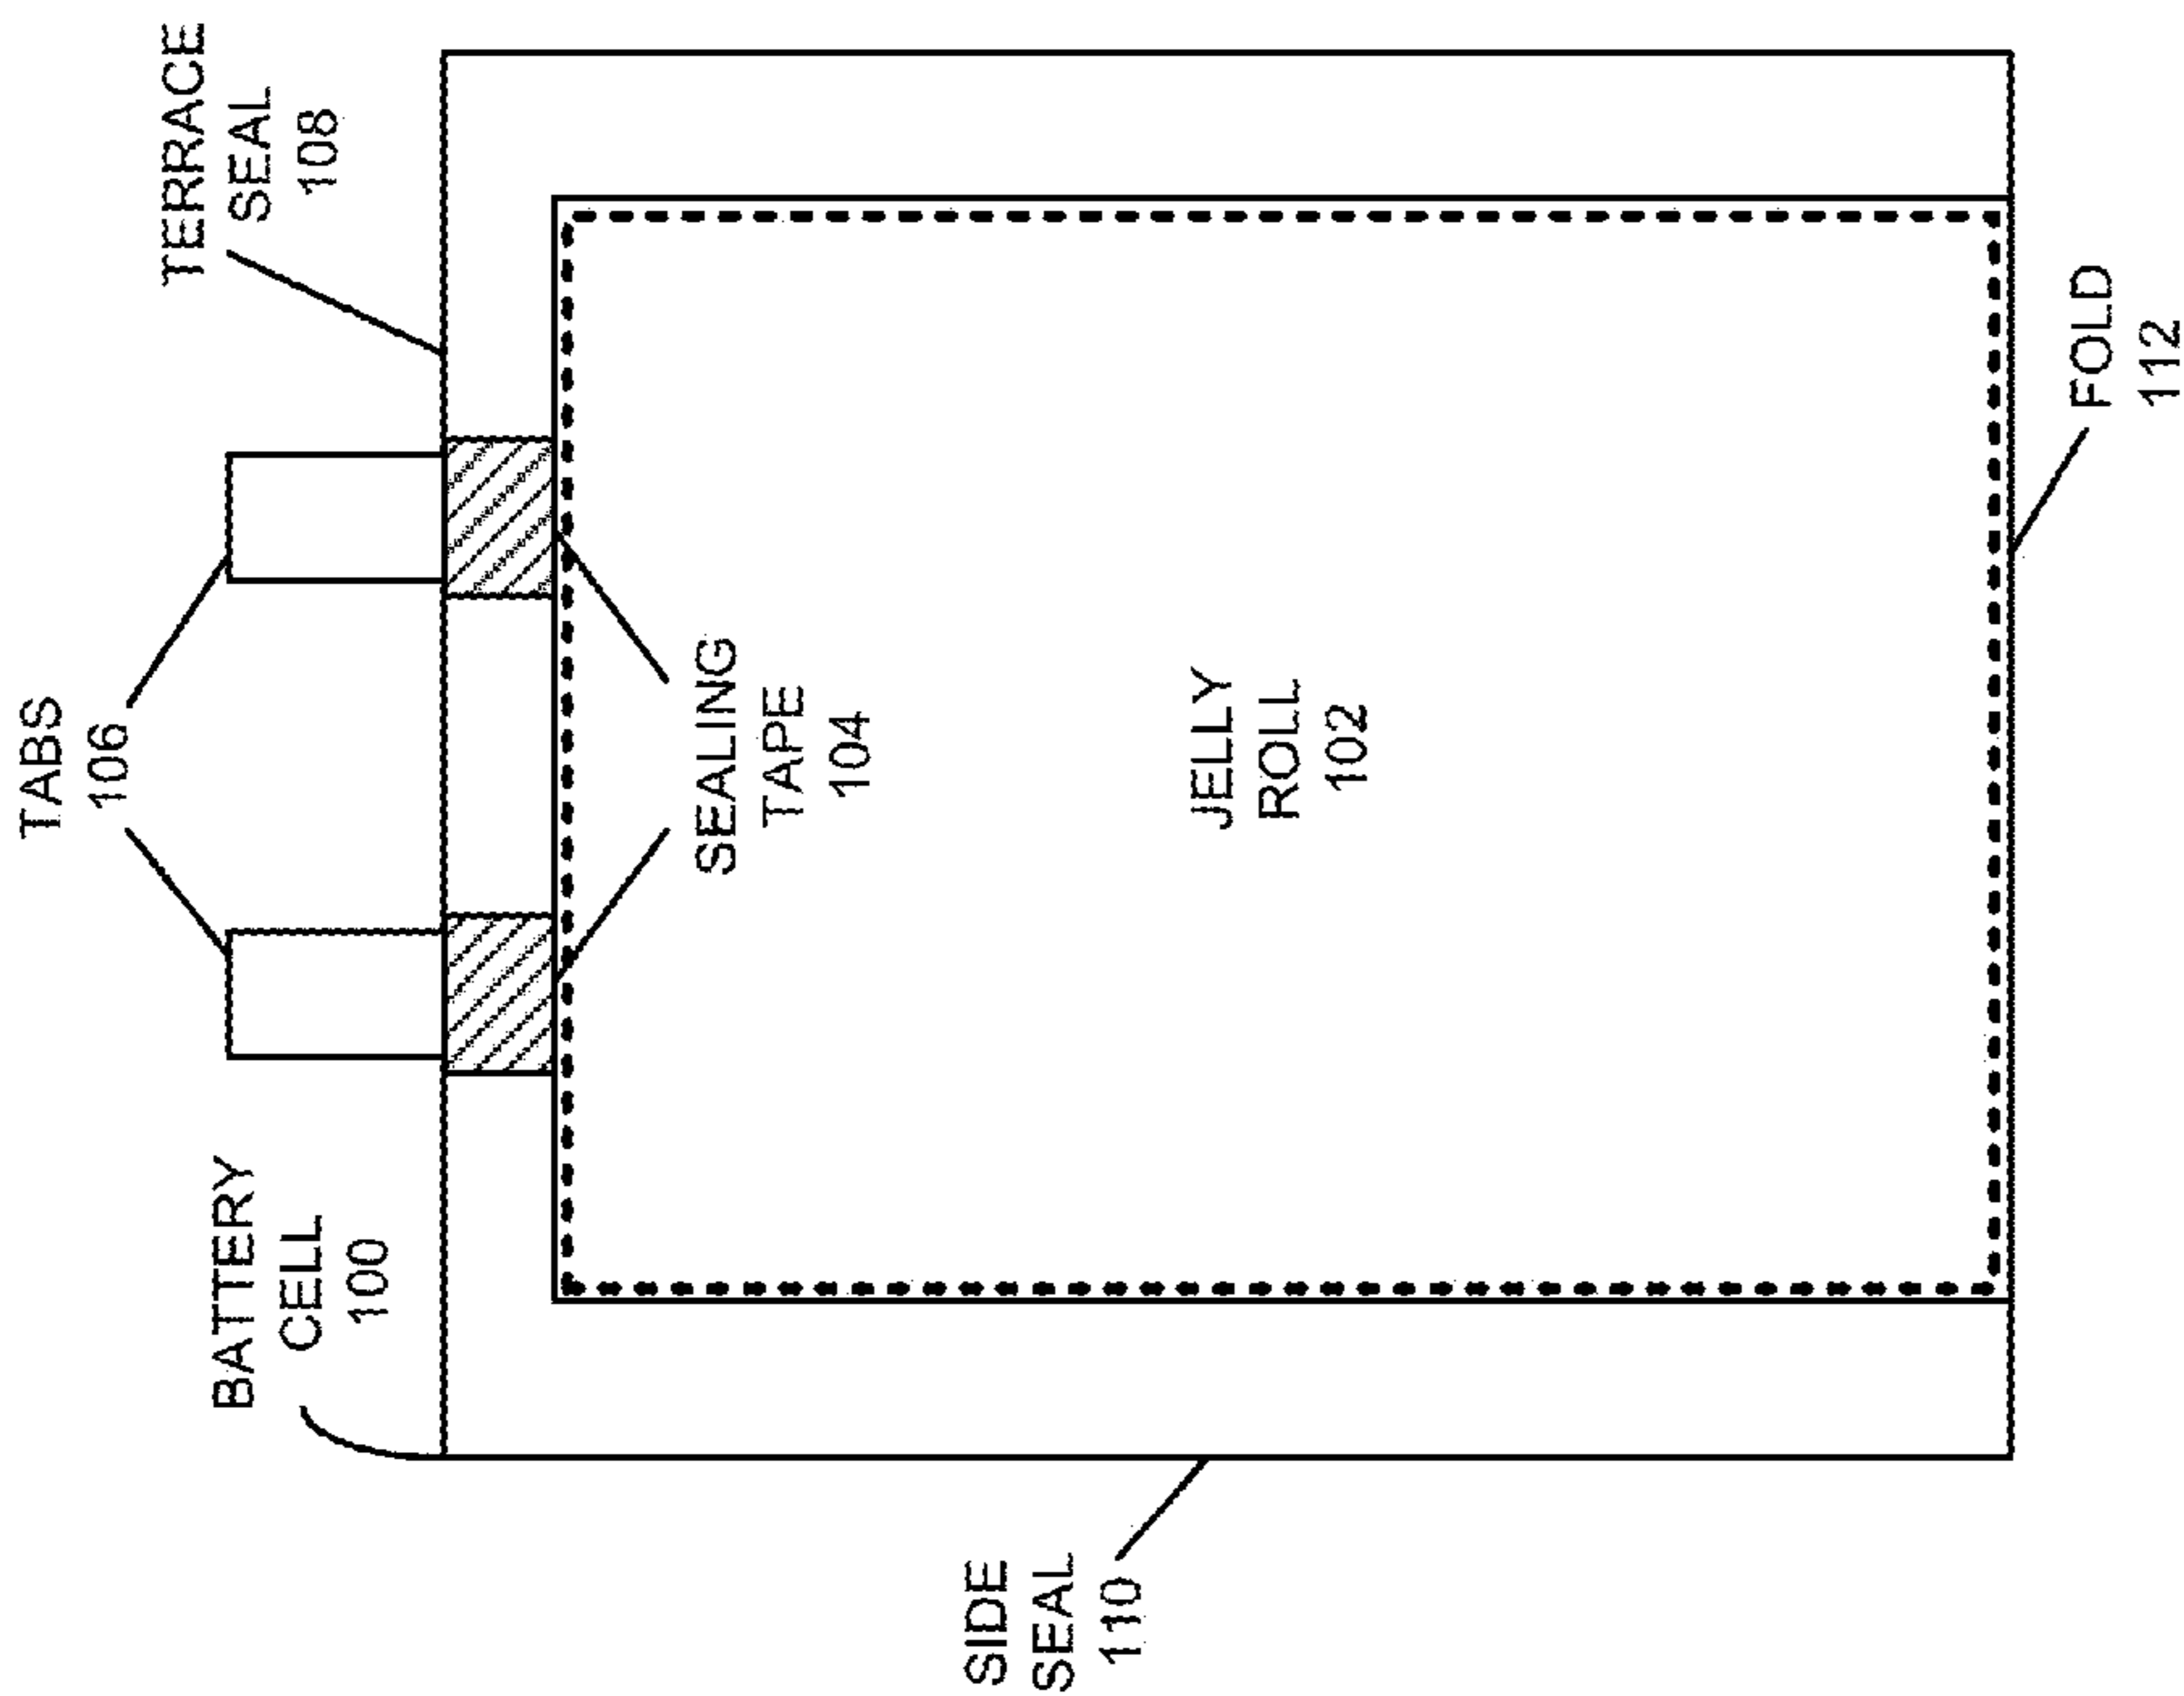 TABS
106
TERRACE
SEAL
108
BATTERY
CELL
100
SEALING
TAPE
104
JELLY
ROLL
102
SIDE
SEAL
110
FOLD
112